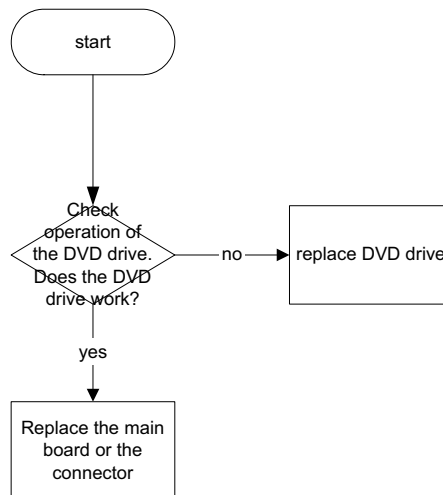 start
Check
operation of
the DVD drive.
Does the DVD
drive work?
no
replace DVD drive
yes
Replace the main
board or the
connector